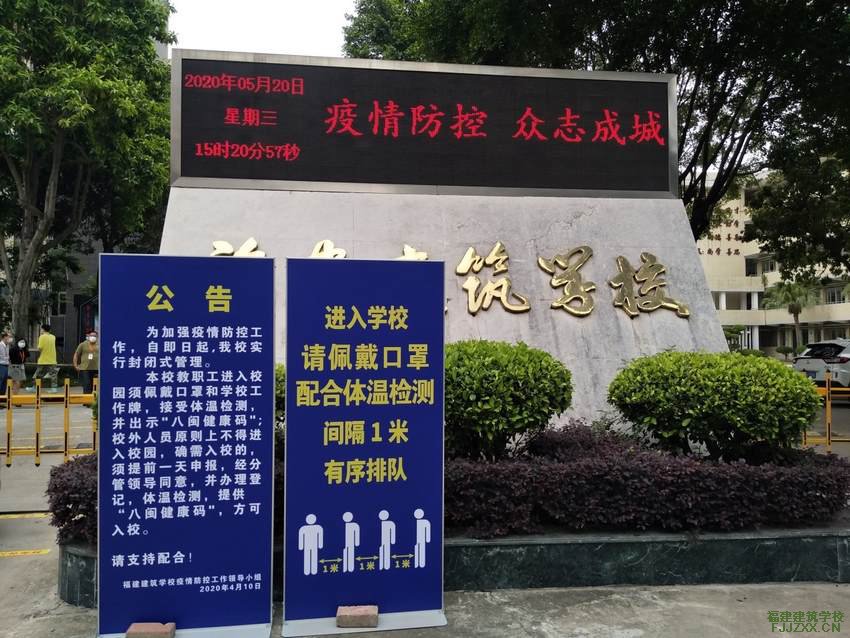 2020年05月20日
星期三
15时20分57秒
疫情防控 众志成城
福建建筑学校
公告
为加强疫情防控工
作，自即日起，我校实
行封闭式管理。
本校教职工进入校
园须佩戴口罩和学校工
作牌，接受体温检测，
并出示“八闽健康码”；
校外人员原则上不得进
入校园，确需入校的，
须提前一天申报，经分
管领导同意，并办理登
记，体温检测，提供
“八闽健康码”，方可
入校。
请支持配合！
福建建筑学校疫情防控工作领导小组
2020年4月10日
进入学校
请佩戴口罩
配合体温检测
间隔1米
有序排队
1米
1米
1米
福建建筑学校
FJJZXX.CN